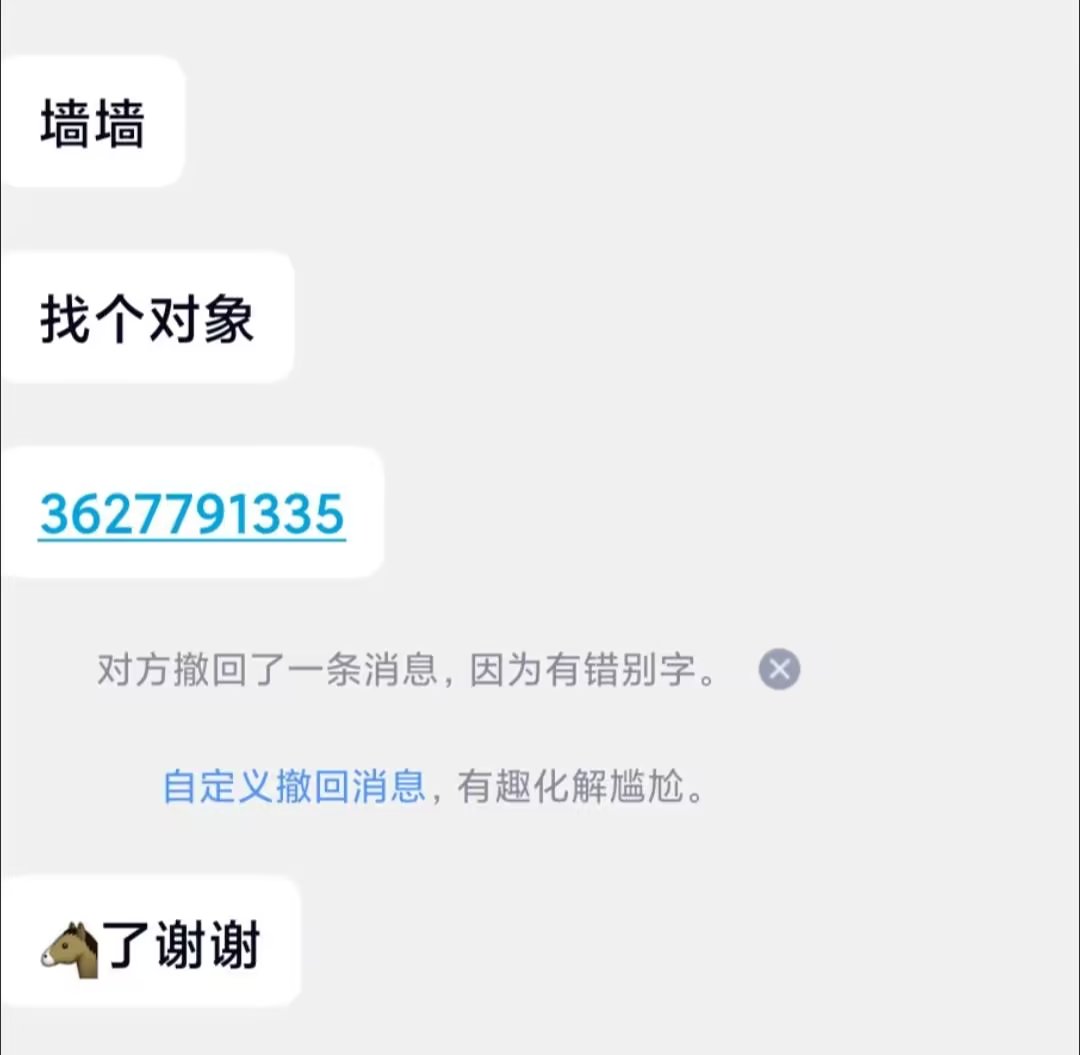 墙墙
找个对象
3627791335
对方撤回了一条消息，因为有错别字。
自定义撤回消息，有趣化解尴尬。
🐴了谢谢